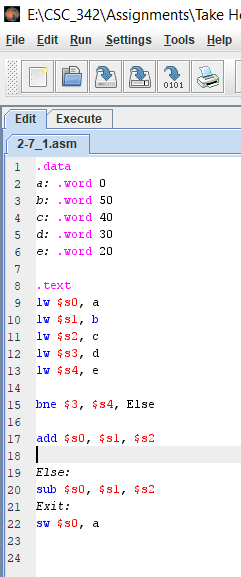 E:\CSC_342\Assignments\Take He
File Edit Run Settings Tools Help
Edit Execute
2-7_1.asm
1 .data
2 a: .word 0
3 b: .word 50
4 c: .word 40
5 d: .word 30
6 e: .word 20
7
8 .text
9 lw $s0, a
10 lw $s1, b
11 lw $s2, c
12 lw $s3, d
13 lw $s4, e
14
15 bne $3, $s4, Else
16
17 add $s0, $s1, $s2
18
19 Else:
20 sub $s0, $s1, $s2
21 Exit:
22 sw $s0, a
23
24